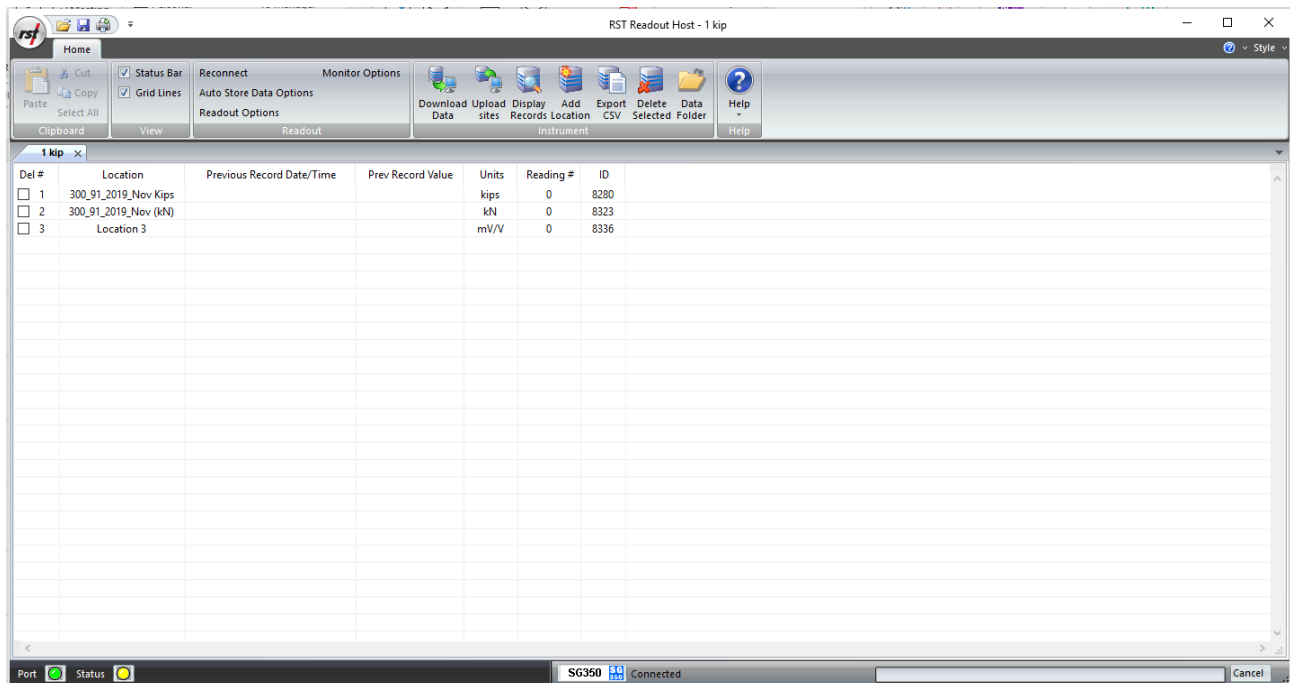 RST Readout Host - 1 kip
rst
Home
Style
Paste
Cut
Copy
Select All
Clipboard
Status Bar
Grid Lines
View
Reconnect
Monitor Options
Auto Store Data Options
Readout Options
Readout
Download Data
Upload sites
Display Records
Add Location
Export CSV
Delete Selected
Data Folder
Instrument
Help
Help
1 kip
Del # Location Previous Record Date/Time Prev Record Value Units Reading # ID
1 300_91_2019_Nov Kips kips 0 8280
2 300_91_2019_Nov (kN) kN 0 8323
3 Location 3 mV/V 0 8336
Port Status SG350 SG 350 Connected Cancel